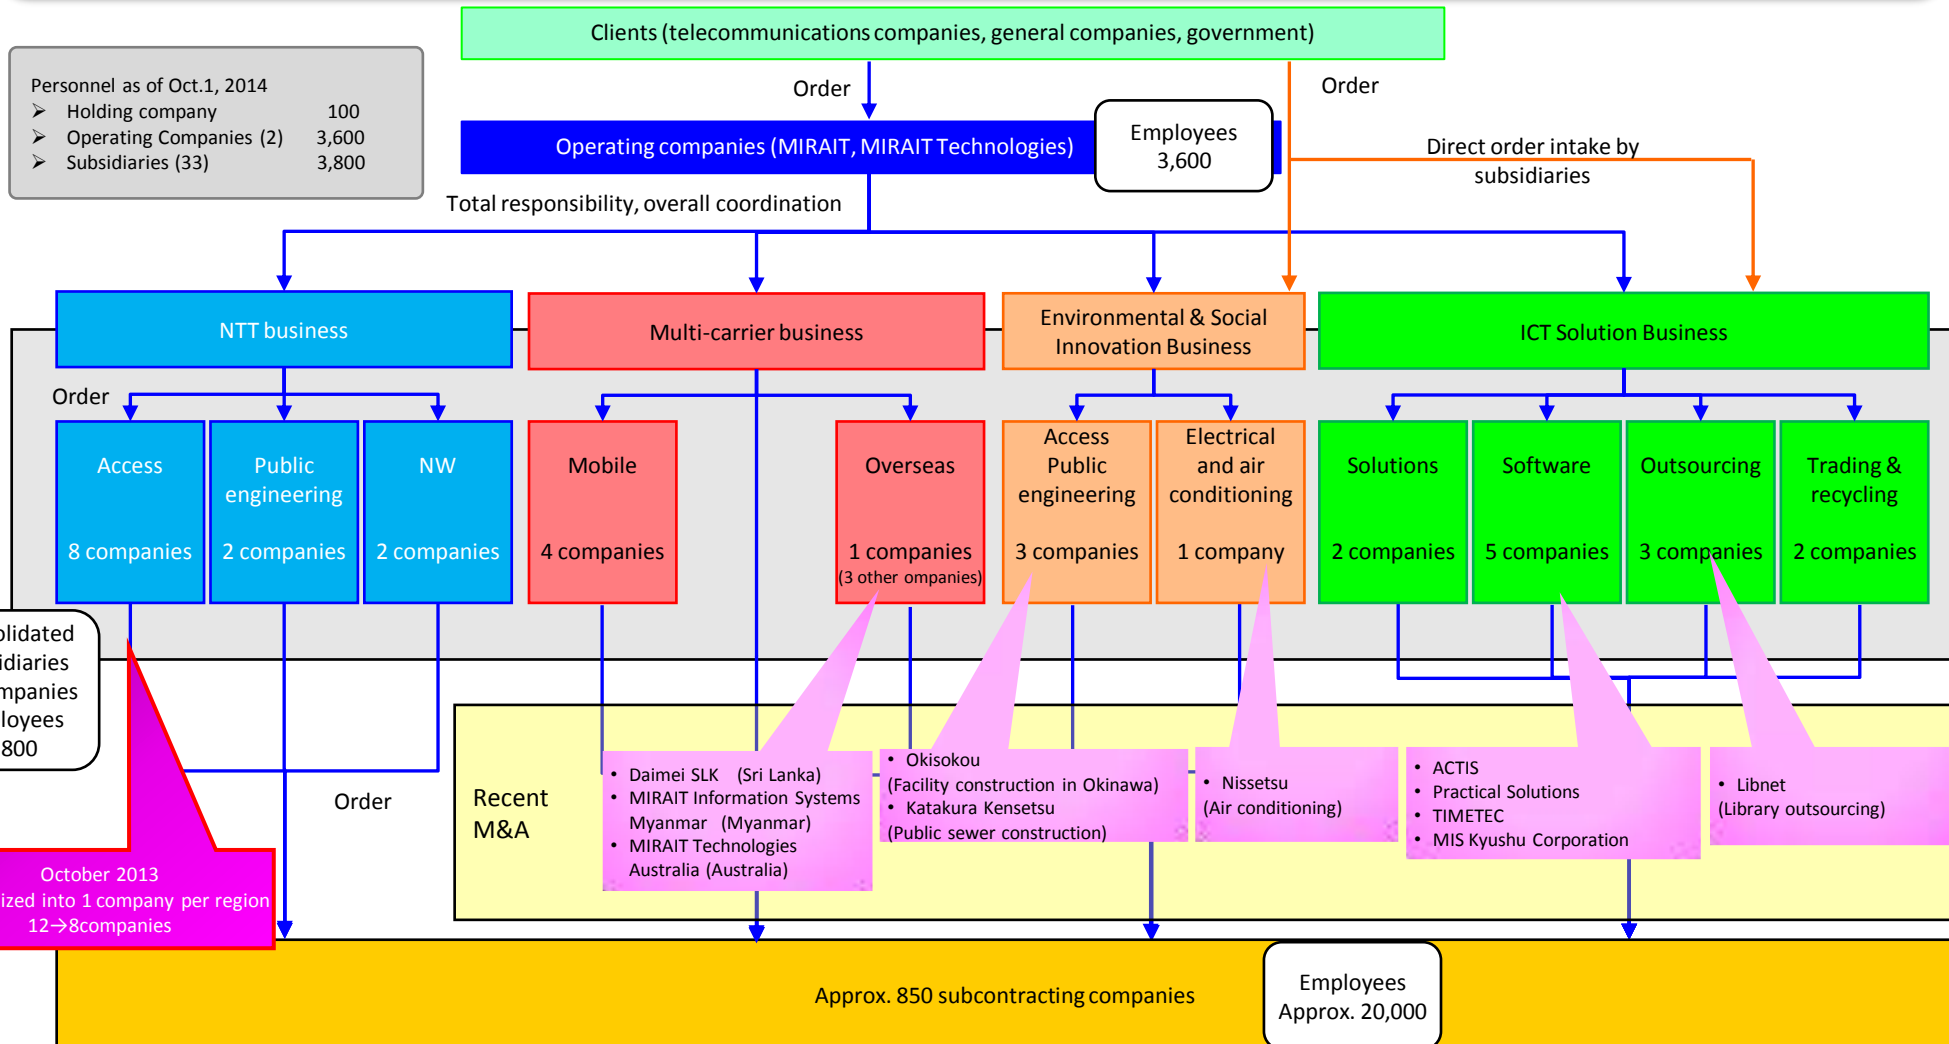 Clients (telecommunications companies, general companies, government)
Personnel as of Oct.1, 2014
➢ Holding company 100
➢ Operating Companies (2) 3,600
➢ Subsidiaries (33) 3,800
Order
Order
Operating companies (MIRAIT, MIRAIT Technologies)
Employees
3,600
Direct order intake by
subsidiaries
Total responsibility, overall coordination
NTT business
Multi-carrier business
Environmental & Social
Innovation Business
ICT Solution Business
Order
Access
8 companies
Public
engineering
2 companies
NW
2 companies
Mobile
4 companies
Overseas
1 companies
(3 other ompanies)
Access
Public
engineering
3 companies
Electrical
and air
conditioning
1 company
Solutions
2 companies
Software
5 companies
Outsourcing
3 companies
Trading &
recycling
2 companies
olidated
idiaries
mpanies
loyees
800
Order
October 2013
ized into 1 company per region
12→8companies
Recent
M&A
• Daimei SLK (Sri Lanka)
• MIRAIT Information Systems
Myanmar (Myanmar)
• MIRAIT Technologies
Australia (Australia)
• Okisokou
(Facility construction in Okinawa)
• Katakura Kensetsu
(Public sewer construction)
• Nissetsu
(Air conditioning)
• ACTIS
• Practical Solutions
• TIMETEC
• MIS Kyushu Corporation
• Libnet
(Library outsourcing)
Approx. 850 subcontracting companies
Employees
Approx. 20,000